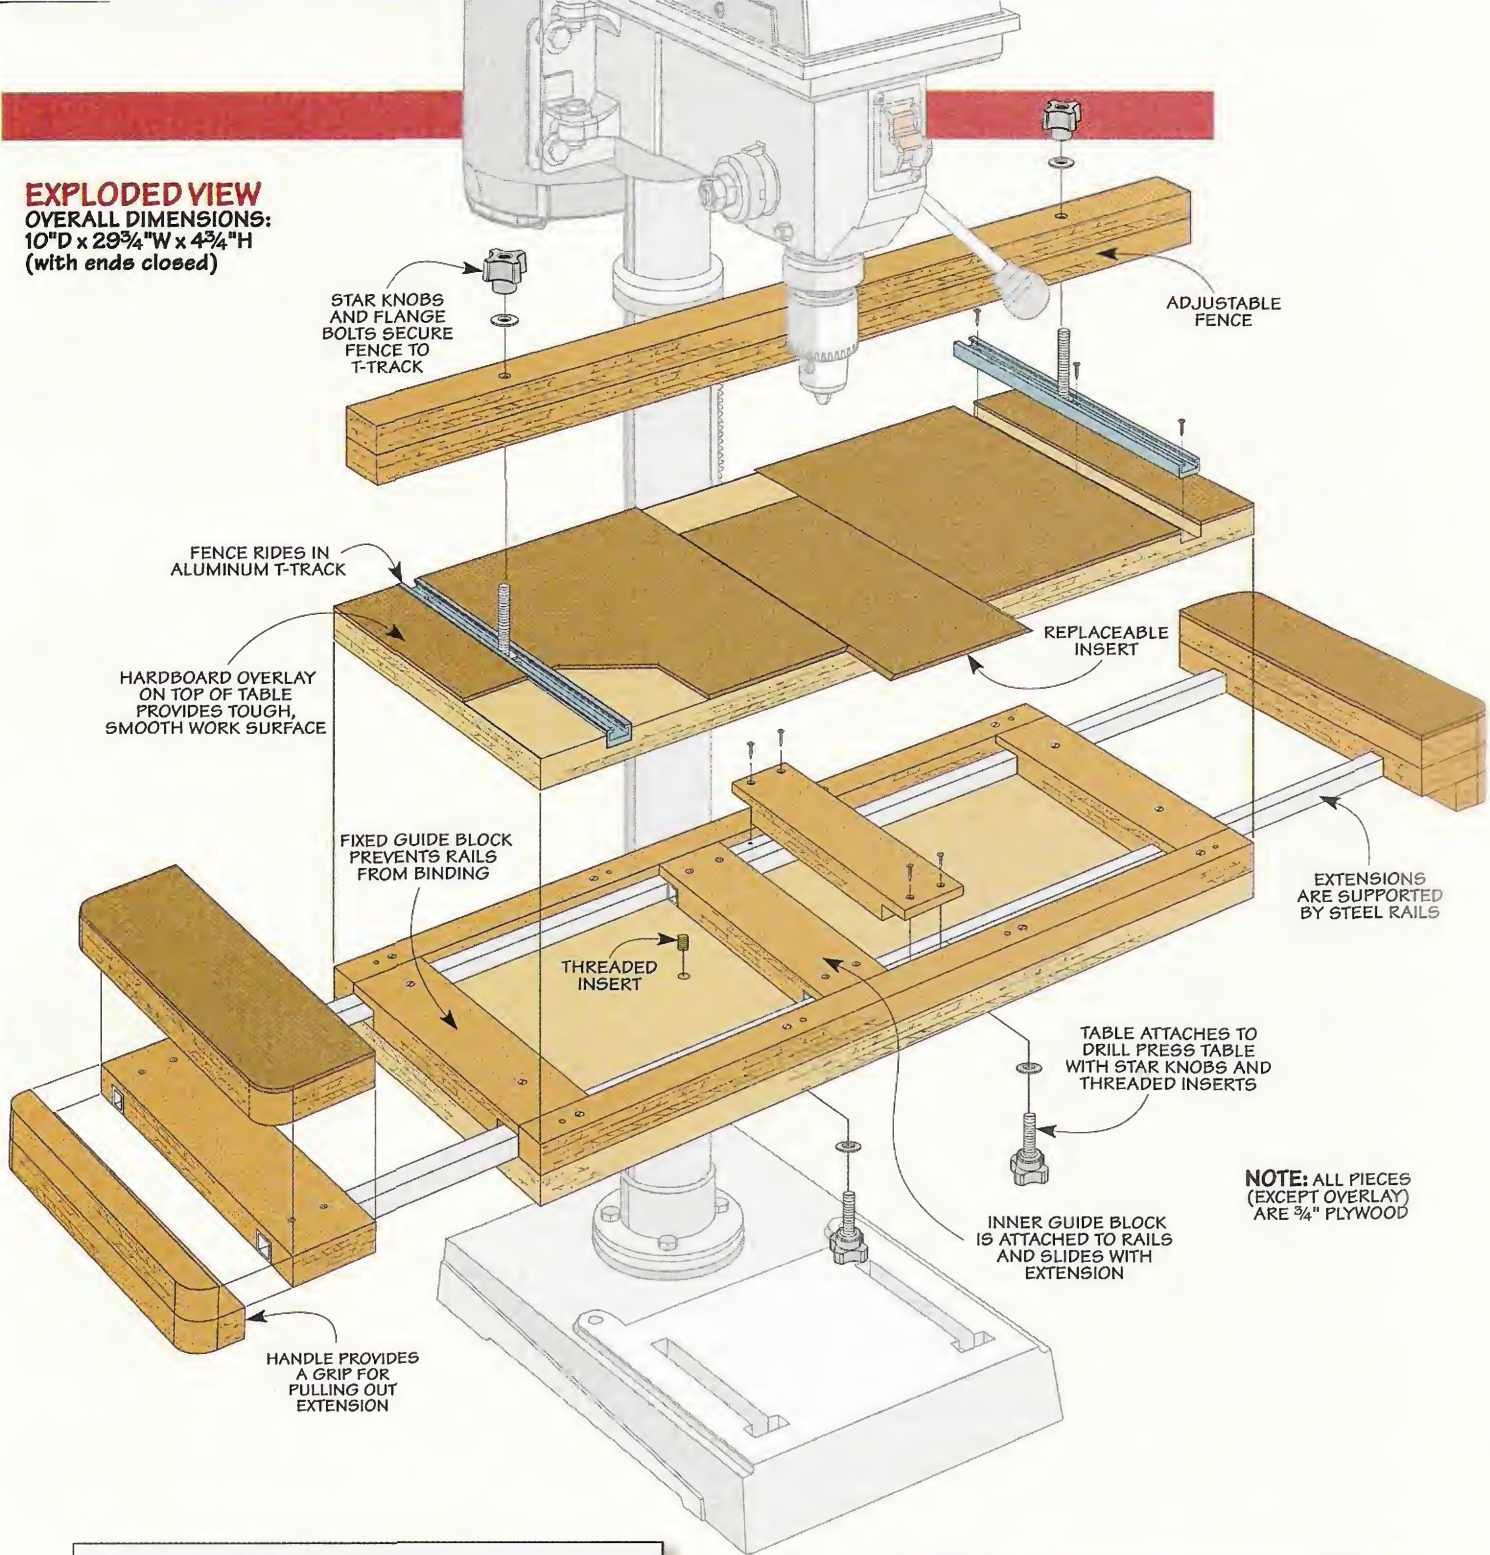 EXPLODED VIEW
OVERALL DIMENSIONS:
10"D x 29¾"W x 4¾"H
(with ends closed)
STAR KNOBS
AND FLANGE
BOLTS SECURE
FENCE TO
T-TRACK
ADJUSTABLE
FENCE
FENCE RIDES IN
ALUMINUM T-TRACK
HARDBOARD OVERLAY
ON TOP OF TABLE
PROVIDES TOUGH,
SMOOTH WORK SURFACE
REPLACEABLE
INSERT
FIXED GUIDE BLOCK
PREVENTS RAILS
FROM BINDING
EXTENSIONS
ARE SUPPORTED
BY STEEL RAILS
THREADED
INSERT
TABLE ATTACHES TO
DRILL PRESS TABLE
WITH STAR KNOBS AND
THREADED INSERTS
NOTE: ALL PIECES
(EXCEPT OVERLAY)
ARE ¾" PLYWOOD
INNER GUIDE BLOCK
IS ATTACHED TO RAILS
AND SLIDES WITH
EXTENSION
HANDLE PROVIDES
A GRIP FOR
PULLING OUT
EXTENSION